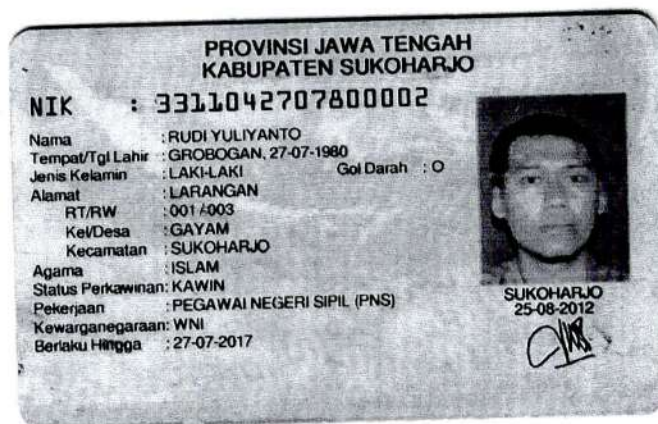 PROVINSI JAWA TENGAH
KABUPATEN SUKOHARJO
NIK : 3311042707800002
Nama : RUDI YULIYANTO
Tempat/Tgl Lahir : GROBOGAN, 27-07-1980
Jenis Kelamin : LAKI-LAKI Gol Darah : O
Alamat : LARANGAN
RT/RW : 001/003
Kel/Desa : GAYAM
Kecamatan : SUKOHARJO
Agama : ISLAM
Status Perkawinan: KAWIN
Pekerjaan : PEGAWAI NEGERI SIPIL (PNS)
Kewarganegaraan: WNI
Berlaku Hingga : 27-07-2017
SUKOHARJO
25-08-2012